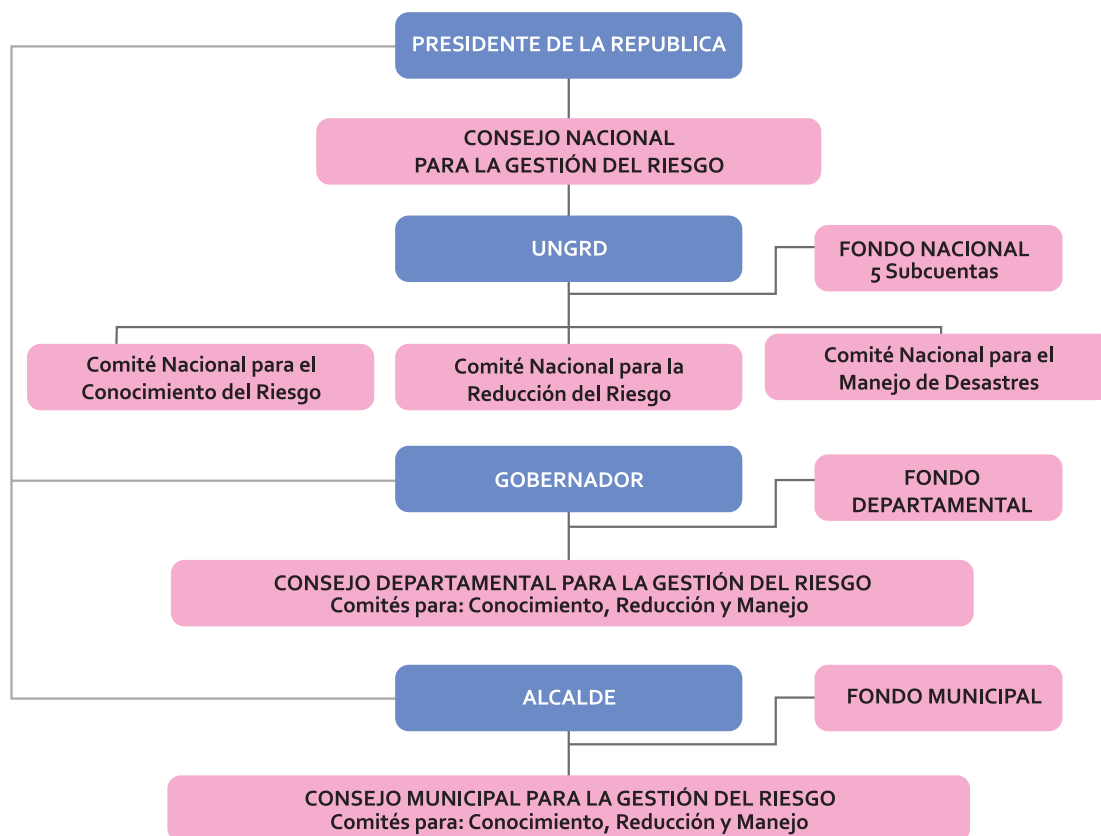 PRESIDENTE DE LA REPUBLICA
CONSEJO NACIONAL
PARA LA GESTIÓN DEL RIESGO
UNGRD
FONDO NACIONAL
5 Subcuentas
Comité Nacional para el
Conocimiento del Riesgo
Comité Nacional para la
Reducción del Riesgo
Comité Nacional para el
Manejo de Desastres
GOBERNADOR
FONDO
DEPARTAMENTAL
CONSEJO DEPARTAMENTAL PARA LA GESTIÓN DEL RIESGO
Comités para: Conocimiento, Reducción y Manejo
ALCALDE
FONDO MUNICIPAL
CONSEJO MUNICIPAL PARA LA GESTIÓN DEL RIESGO
Comités para: Conocimiento, Reducción y Manejo